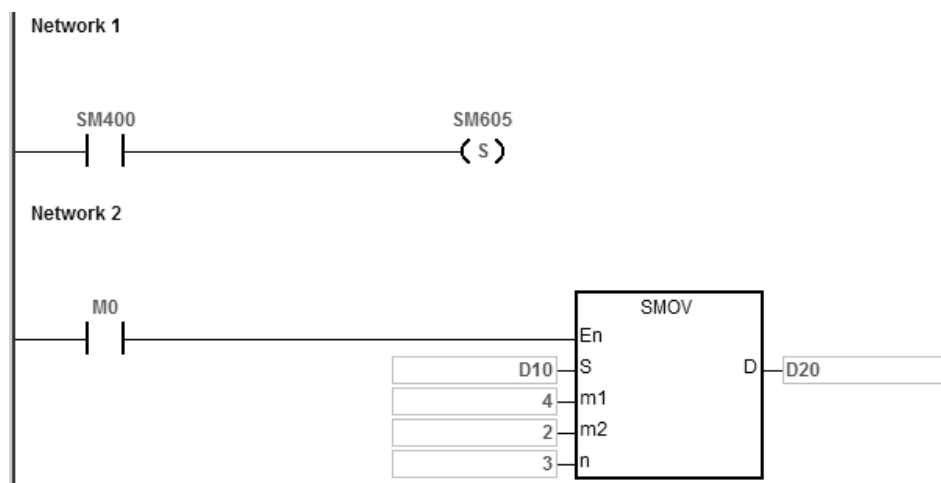 Network 1
SM400 SM605
( S )
Network 2
M0 SMOV
En
D10 S D D20
4 m1
2 m2
3 n